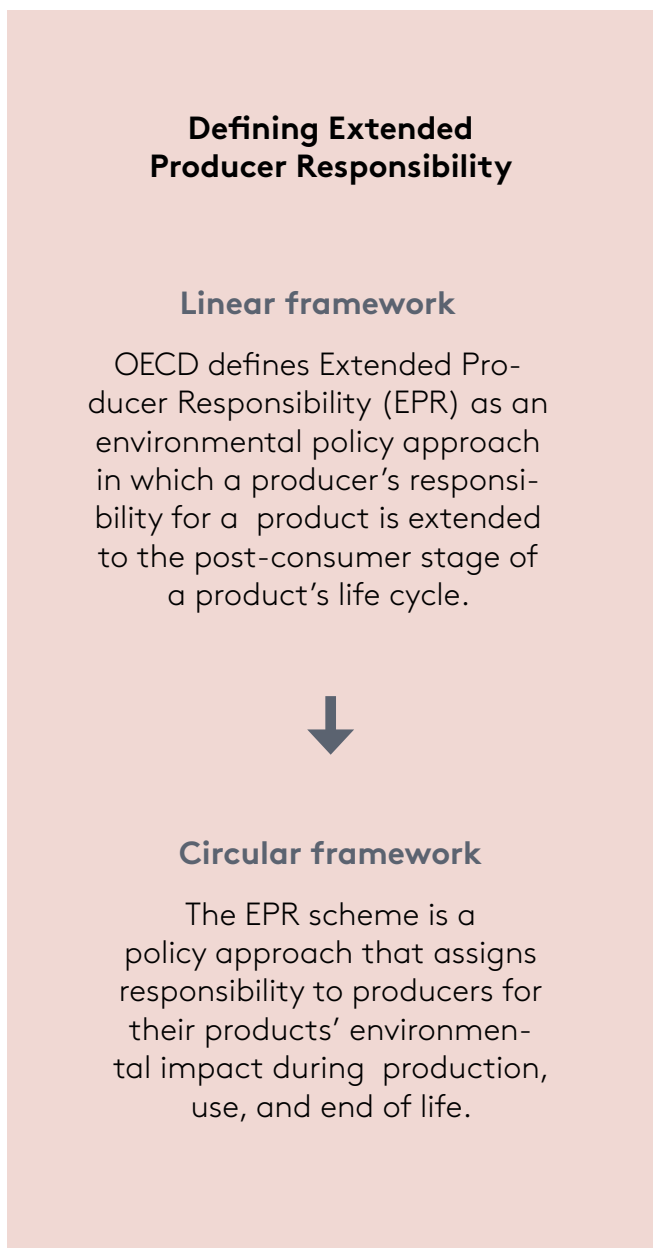 Defining Extended
Producer Responsibility
Linear framework
OECD defines Extended Pro-
ducer Responsibility (EPR) as an
environmental policy approach
in which a producer’s responsi-
bility for a  product is extended
to the post-consumer stage of
a product’s life cycle.
Circular framework
The EPR scheme is a
policy approach that assigns
responsibility to producers for
their products’ environmen-
tal impact during  production,
use, and end of life.